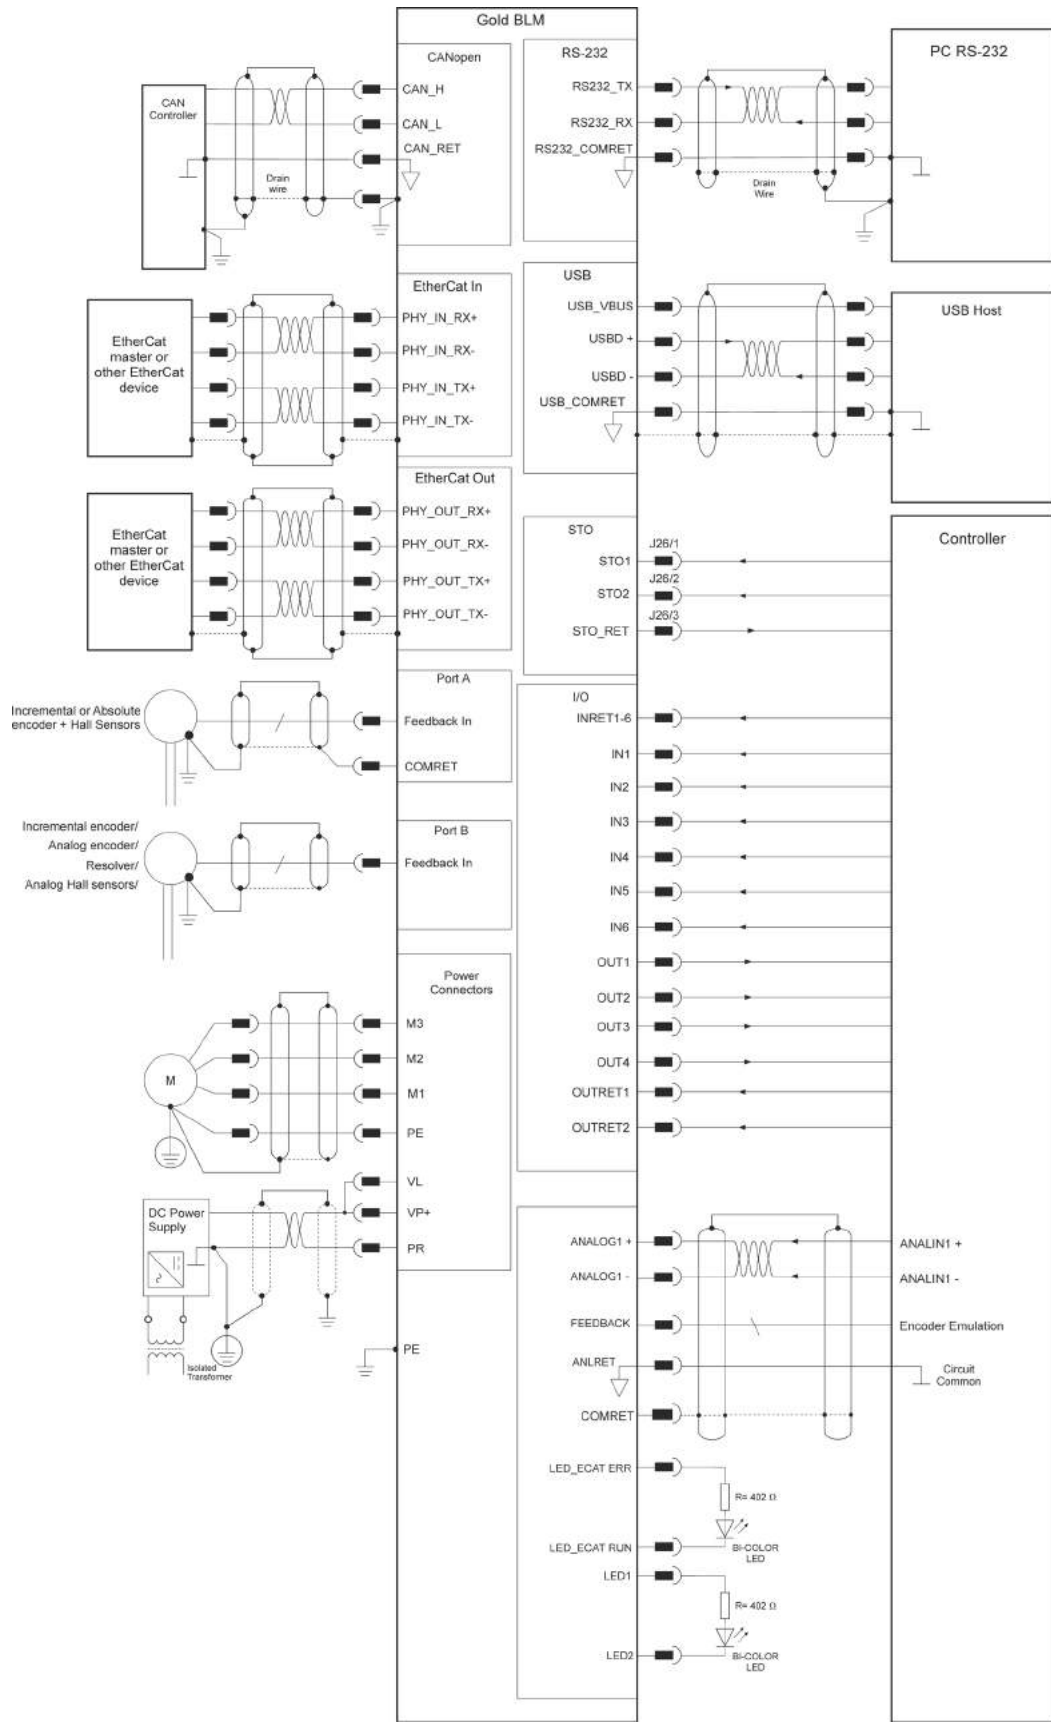 Gold BLM
CANopen
CAN
Controller
CAN_H
CAN_L
CAN_RET
Drain
wire
RS-232
PC RS-232
RS232_TX
RS232_RX
RS232_COMRET
Drain
Wire
EtherCat In
EtherCat
master or
other EtherCat
device
PHY_IN_RX+
PHY_IN_RX-
PHY_IN_TX+
PHY_IN_TX-
USB
USB Host
USB_VBUS
USBD +
USBD -
USB_COMRET
EtherCat Out
EtherCat
master or
other EtherCat
device
PHY_OUT_RX+
PHY_OUT_RX-
PHY_OUT_TX+
PHY_OUT_TX-
STO
Controller
J26/1
STO1
J26/2
STO2
J26/3
STO_RET
Port A
Incremental or Absolute
encoder + Hall Sensors
Feedback In
COMRET
Port B
Incremental encoder/
Analog encoder/
Resolver/
Analog Hall sensors/
Feedback In
I/O
INRET1-6
IN1
IN2
IN3
IN4
IN5
IN6
OUT1
OUT2
OUT3
OUT4
OUTRET1
OUTRET2
Power
Connectors
M
M3
M2
M1
PE
VL
VP+
PR
DC Power
Supply
Isolated
Transformer
PE
ANALOG1 +
ANALIN1 +
ANALOG1 -
ANALIN1 -
FEEDBACK
Encoder Emulation
ANLRET
Circuit
Common
COMRET
LED_ECAT ERR
R= 402 Ω
LED_ECAT RUN
BI-COLOR
LED
LED1
R= 402 Ω
LED2
BI-COLOR
LED